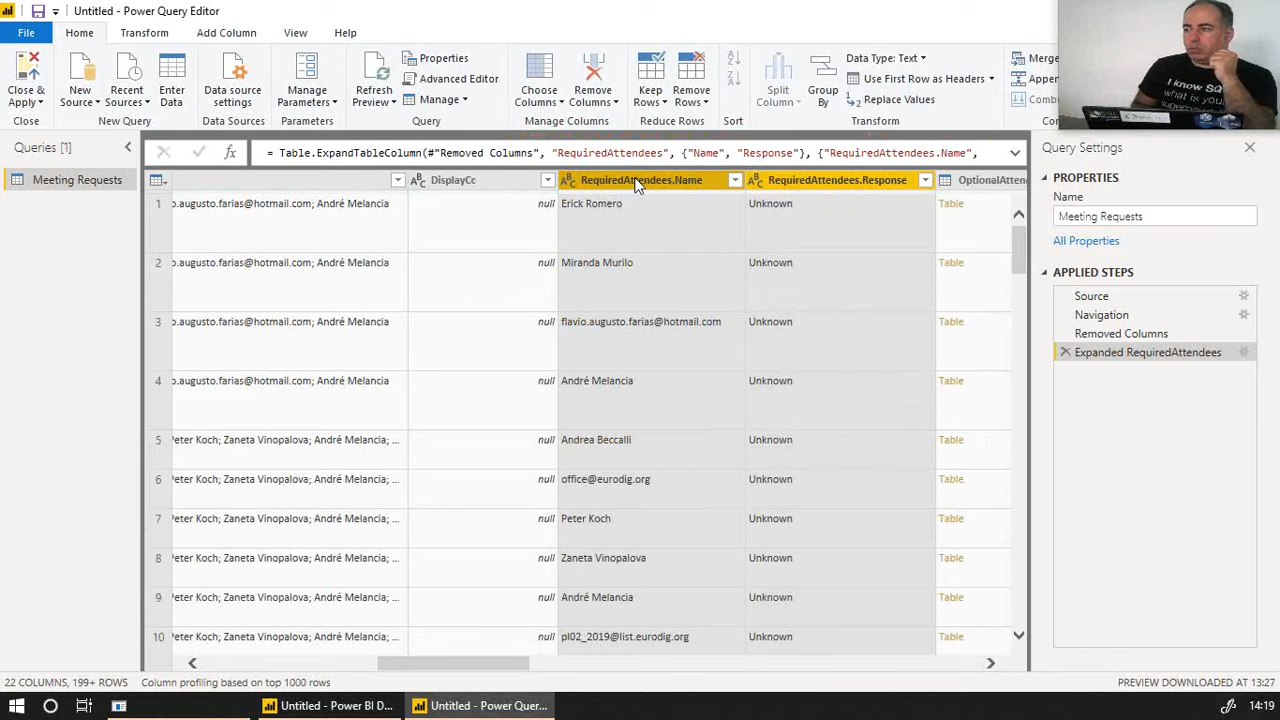 Untitled - Power Query Editor
File Home Transform Add Column View Help
Close & Apply
New Source
Recent Sources
Enter Data
Data source settings
Manage Parameters
Refresh Preview
Properties
Advanced Editor
Manage
Choose Columns
Remove Columns
Keep Rows
Remove Rows
Split Column
Group By
Data Type: Text
Use First Row as Headers
Replace Values
Close New Query Data Sources Parameters Query Manage Columns Reduce Rows Sort Transform
I know SQ
what is you
Queries [1]
Meeting Requests
= Table.ExpandTableColumn(#"Removed Columns", "RequiredAttendees", {"Name", "Response"}, {"RequiredAttendees.Name",
DisplayCc RequiredAttendees.Name RequiredAttendees.Response OptionalAtten
1 o.augusto.farias@hotmail.com; André Melancia null Erick Romero Unknown Table
2 o.augusto.farias@hotmail.com; André Melancia null Miranda Murilo Unknown Table
3 o.augusto.farias@hotmail.com; André Melancia null flavio.augusto.farias@hotmail.com Unknown Table
4 o.augusto.farias@hotmail.com; André Melancia null André Melancia Unknown Table
5 Peter Koch; Zaneta Vinopalova; André Melancia; ... null Andrea Beccalli Unknown Table
6 Peter Koch; Zaneta Vinopalova; André Melancia; ... null office@eurodig.org Unknown Table
7 Peter Koch; Zaneta Vinopalova; André Melancia; ... null Peter Koch Unknown Table
8 Peter Koch; Zaneta Vinopalova; André Melancia; ... null Zaneta Vinopalova Unknown Table
9 Peter Koch; Zaneta Vinopalova; André Melancia; ... null André Melancia Unknown Table
10 Peter Koch; Zaneta Vinopalova; André Melancia; ... null pl02_2019@list.eurodig.org Unknown Table
Query Settings
PROPERTIES
Name
Meeting Requests
All Properties
APPLIED STEPS
Source
Navigation
Removed Columns
Expanded RequiredAttendees
22 COLUMNS, 199+ ROWS Column profiling based on top 1000 rows PREVIEW DOWNLOADED AT 13:27
Untitled - Power BI D... Untitled - Power Quer... 14:19